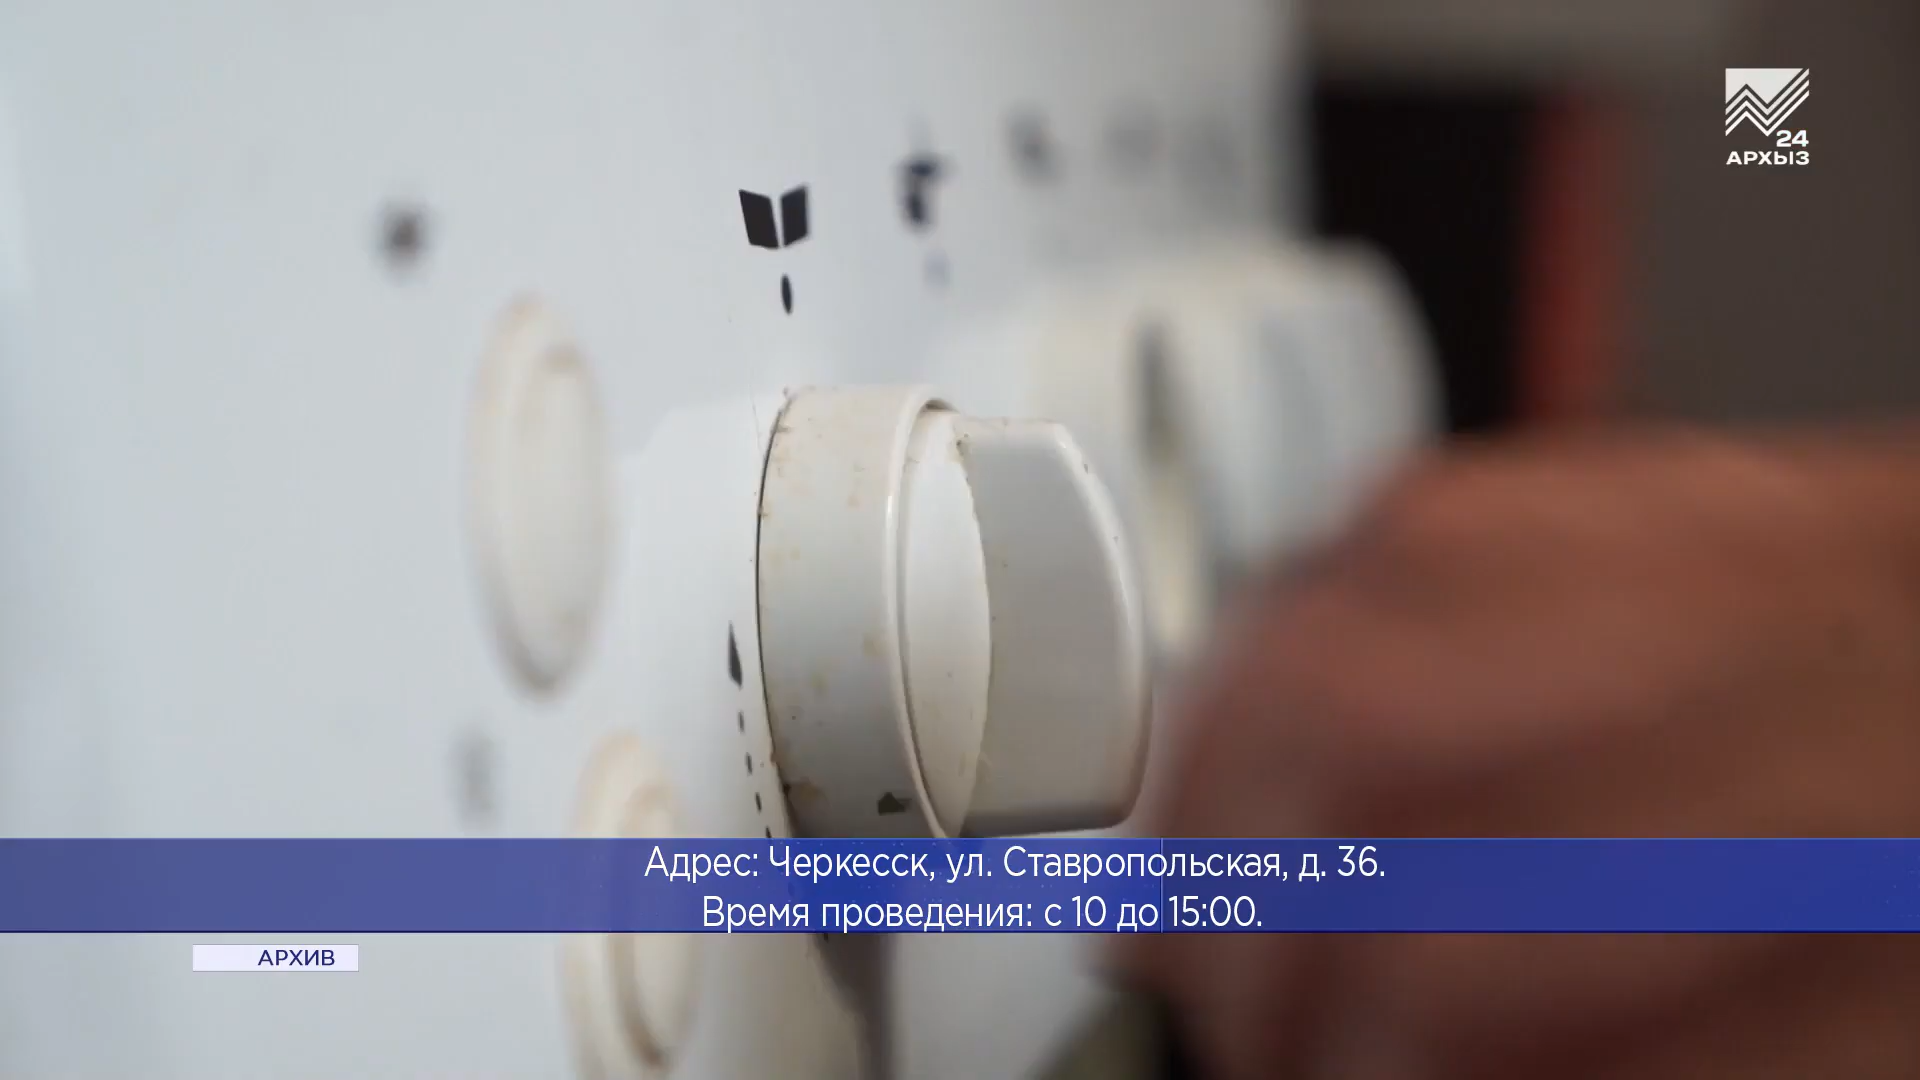 24
АРХЫЗ
Адрес: Черкесск, ул. Ставропольская, д. 36.
Время проведения: с 10 до 15:00.
АРХИВ